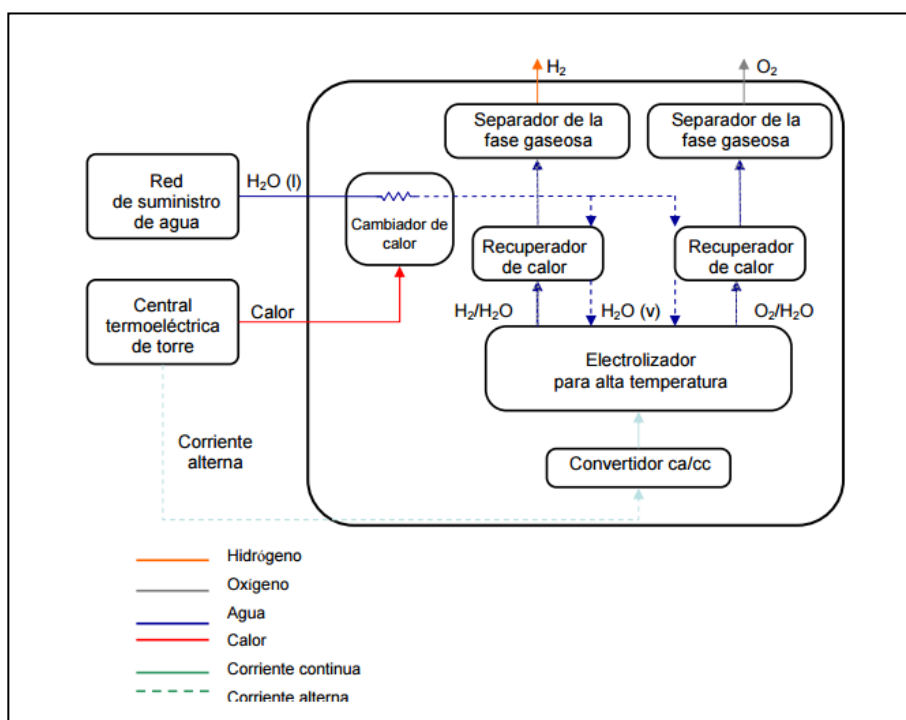 H₂
O₂
Separador de la
fase gaseosa
Separador de la
fase gaseosa
Red
de suministro
de agua
H₂O (l)
Cambiador de
calor
Recuperador
de calor
Recuperador
de calor
Central
termoeléctrica
de torre
Calor
H₂/H₂O
H₂O (v)
O₂/H₂O
Electrolizador
para alta temperatura
Corriente
alterna
Convertidor ca/cc
Hidrógeno
Oxígeno
Agua
Calor
Corriente continua
Corriente alterna